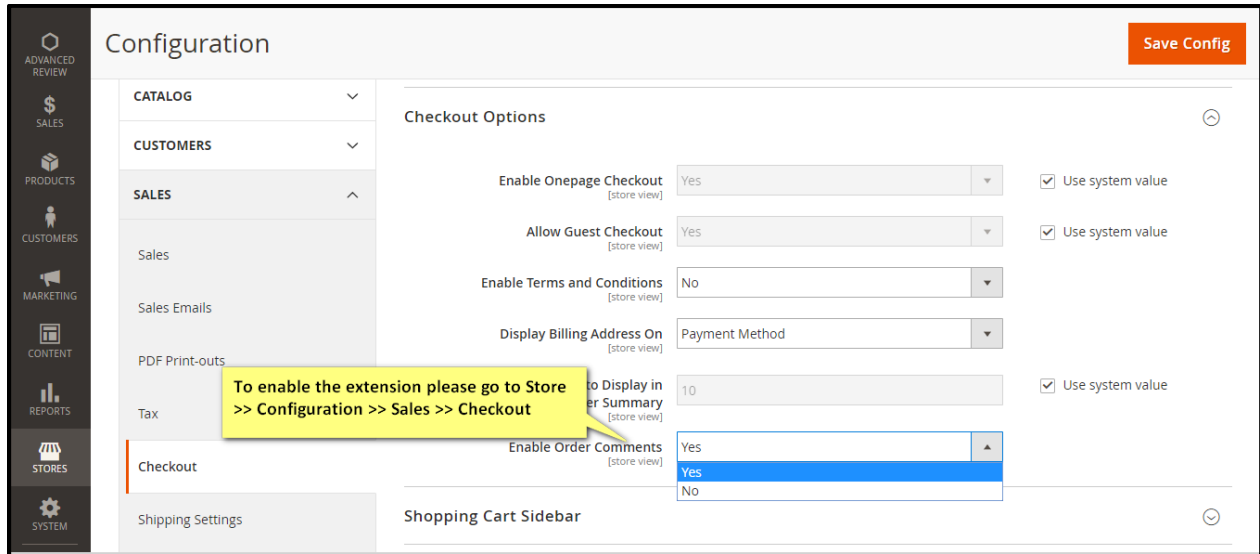 ADVANCED
REVIEW
SALES
PRODUCTS
CUSTOMERS
MARKETING
CONTENT
REPORTS
STORES
SYSTEM
Configuration
Save Config
CATALOG
CUSTOMERS
SALES
Sales
Sales Emails
PDF Print-outs
Tax
Checkout
Shipping Settings
Checkout Options
Enable Onepage Checkout Yes Use system value
[store view]
Allow Guest Checkout Yes Use system value
[store view]
Enable Terms and Conditions No
[store view]
Display Billing Address On Payment Method
[store view]
to Display in 10 Use system value
Summary
[store view]
To enable the extension please go to Store
>> Configuration >> Sales >> Checkout
Enable Order Comments Yes
[store view]
Yes
No
Shopping Cart Sidebar